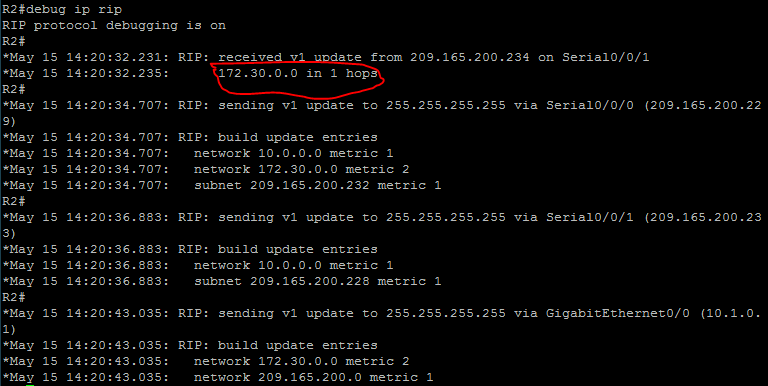 R2#debug ip rip
RIP protocol debugging is on
R2#
*May 15 14:20:32.231: RIP: received v1 update from 209.165.200.234 on Serial0/0/1
*May 15 14:20:32.235:      172.30.0.0 in 1 hops
R2#
*May 15 14:20:34.707: RIP: sending v1 update to 255.255.255.255 via Serial0/0/0 (209.165.200.22
9)
*May 15 14:20:34.707: RIP: build update entries
*May 15 14:20:34.707:   network 10.0.0.0 metric 1
*May 15 14:20:34.707:   network 172.30.0.0 metric 2
*May 15 14:20:34.707:   subnet 209.165.200.232 metric 1
R2#
*May 15 14:20:36.883: RIP: sending v1 update to 255.255.255.255 via Serial0/0/1 (209.165.200.23
3)
*May 15 14:20:36.883: RIP: build update entries
*May 15 14:20:36.883:   network 10.0.0.0 metric 1
*May 15 14:20:36.883:   subnet 209.165.200.228 metric 1
R2#
*May 15 14:20:43.035: RIP: sending v1 update to 255.255.255.255 via GigabitEthernet0/0 (10.1.0.
1)
*May 15 14:20:43.035: RIP: build update entries
*May 15 14:20:43.035:   network 172.30.0.0 metric 2
*May 15 14:20:43.035:   network 209.165.200.0 metric 1